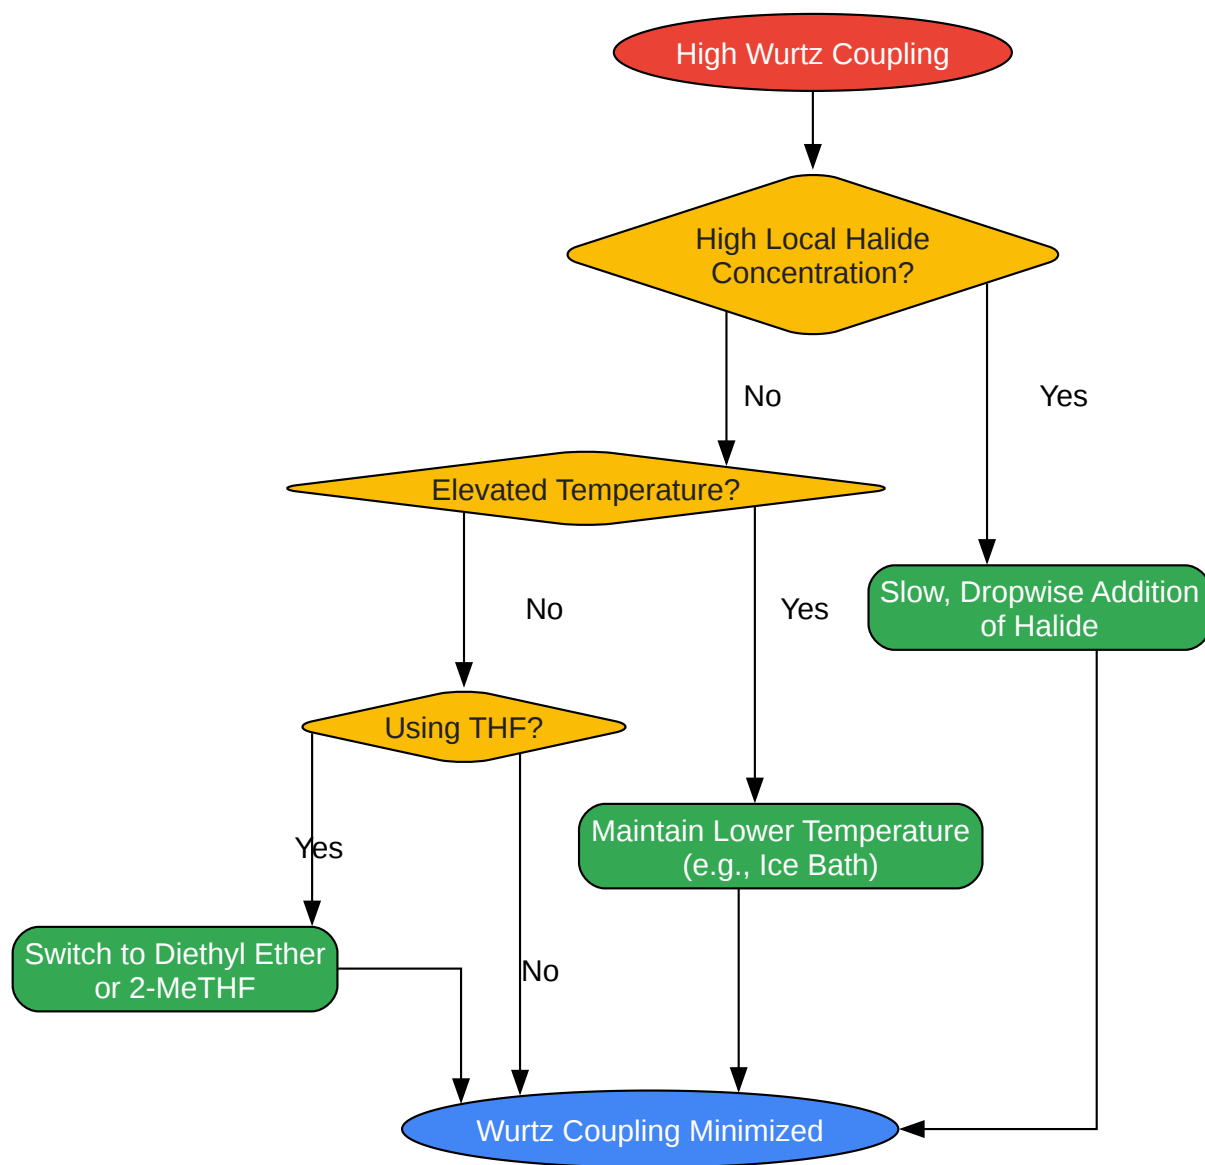 High Wurtz Coupling
High Local Halide
Concentration?
No
Yes
Elevated Temperature?
No
Yes
Slow, Dropwise Addition
of Halide
Using THF?
Yes
Maintain Lower Temperature
(e.g., Ice Bath)
Switch to Diethyl Ether
or 2-MeTHF
No
Wurtz Coupling Minimized